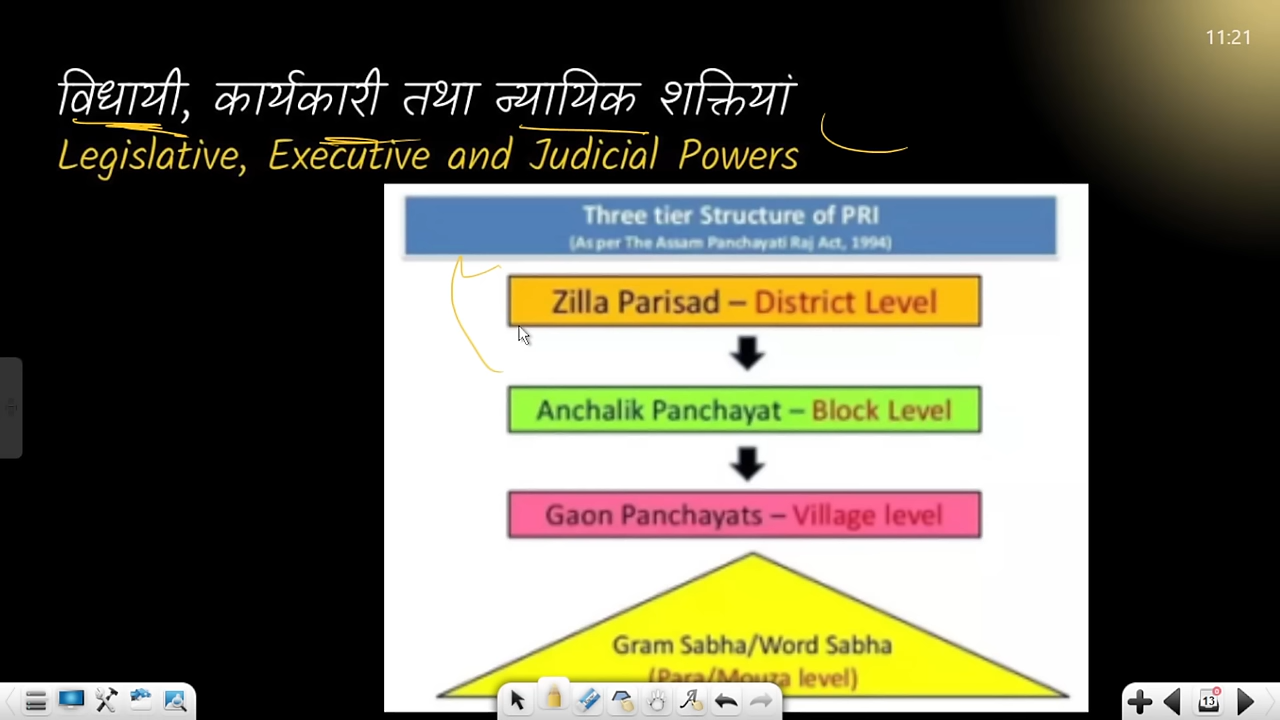 11:21
विधायी, कार्यकारी तथा न्यायिक शक्तियां
Legislative, Executive and Judicial Powers
Three tier Structure of PRI
(As per The Assam Panchayati Raj Act, 1994)
Zilla Parisad – District Level
Anchalik Panchayat – Block Level
Gaon Panchayats – Village level
Gram Sabha/Word Sabha
(Para/Mouza level)
13